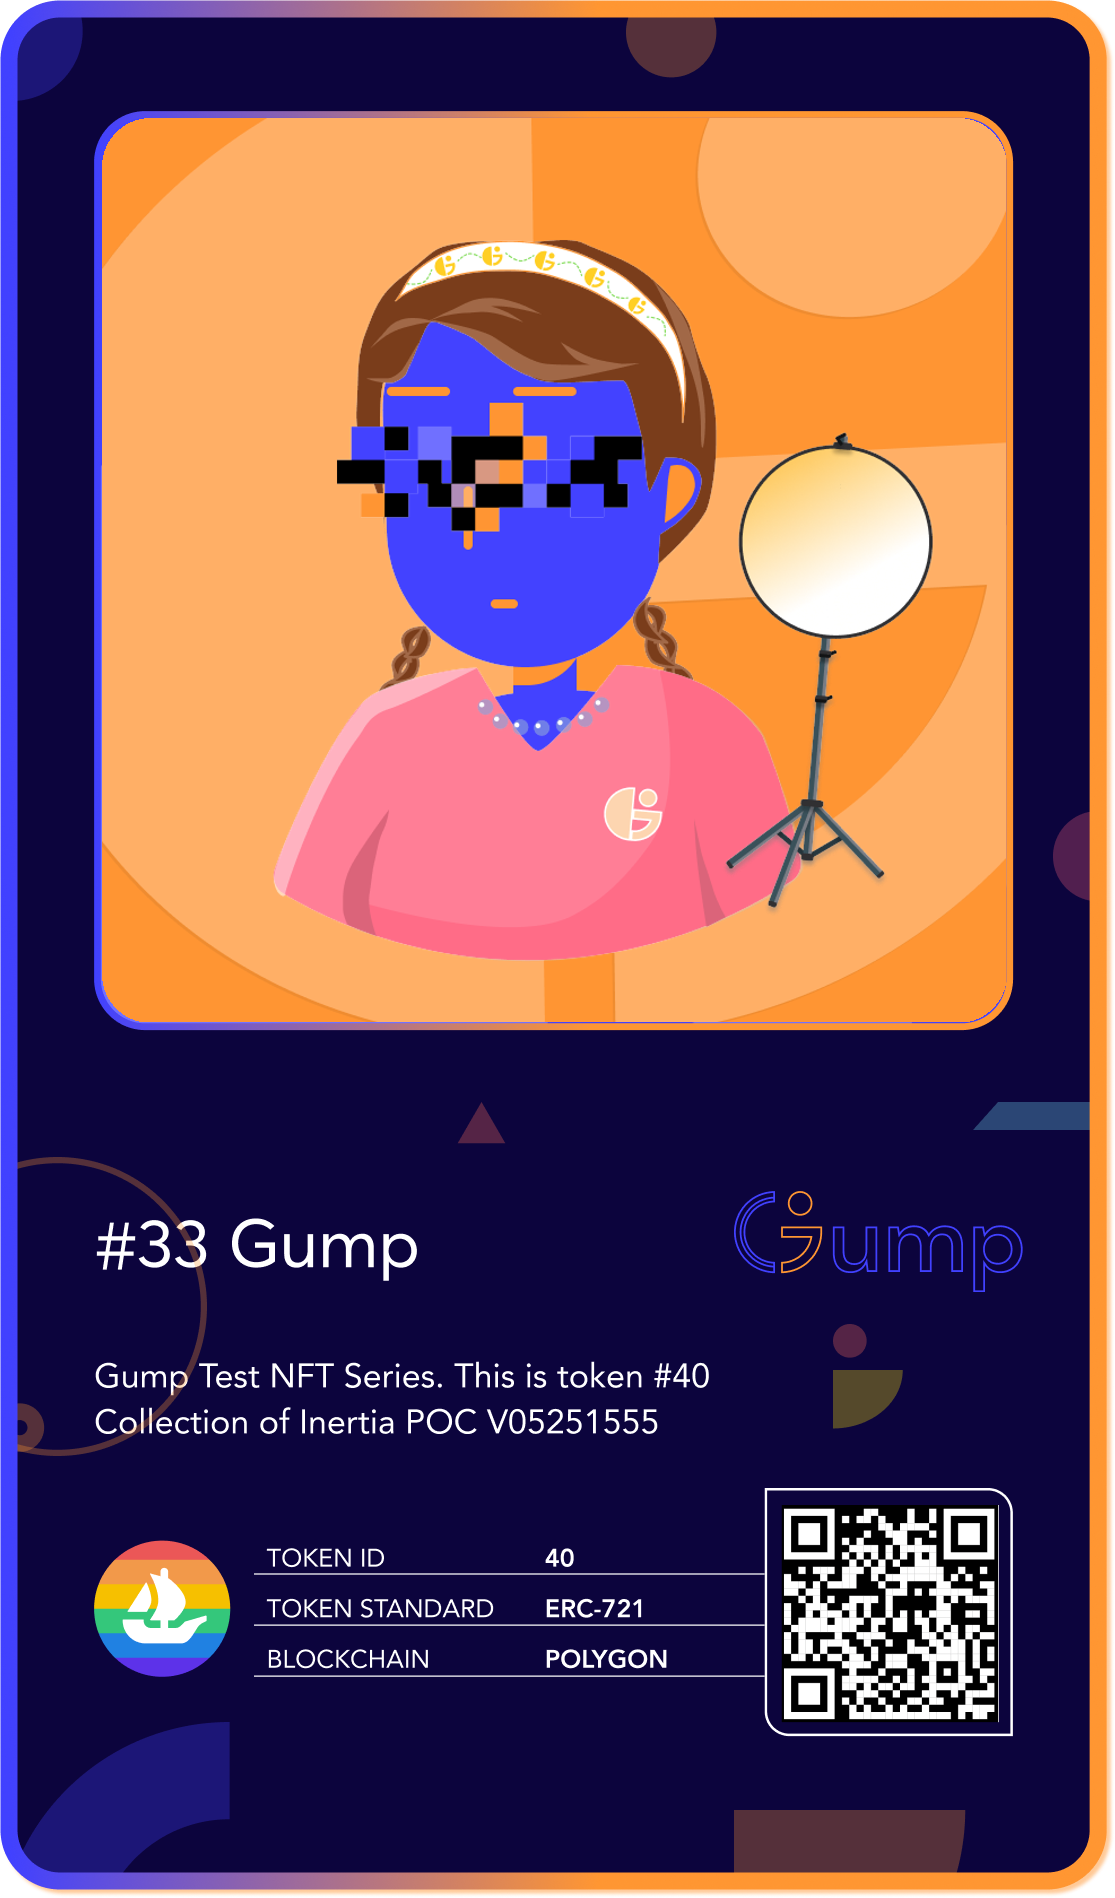 #33 Gump
Gump
Gump Test NFT Series. This is token #40
Collection of Inertia POC V05251555
TOKEN ID 40
TOKEN STANDARD ERC-721
BLOCKCHAIN POLYGON